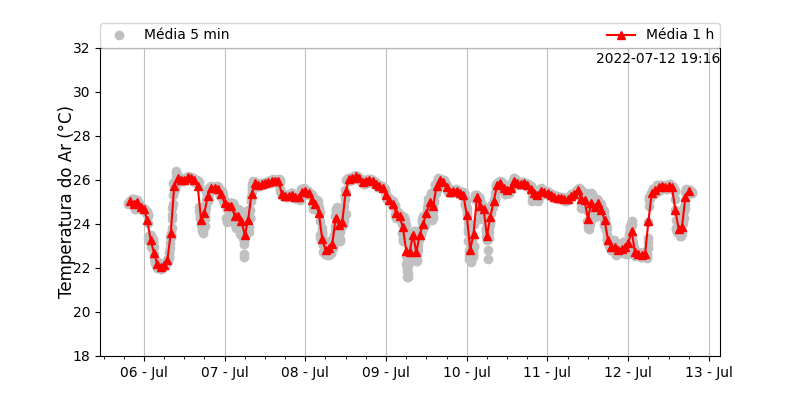 Média 5 min
Média 1 h
2022-07-12 19:16
Temperatura do Ar (°C)
32
30
28
26
24
22
20
18
06 - Jul
07 - Jul
08 - Jul
09 - Jul
10 - Jul
11 - Jul
12 - Jul
13 - Jul